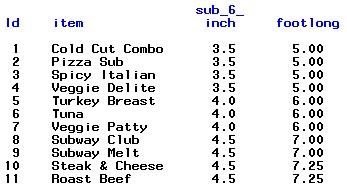 sub_6_
Id item inch footlong
1 Cold Cut Combo 3.5 5.00
2 Pizza Sub 3.5 5.00
3 Spicy Italian 3.5 5.00
4 Veggie Delite 3.5 5.00
5 Turkey Breast 4.0 6.00
6 Tuna 4.0 6.00
7 Veggie Patty 4.0 6.00
8 Subway Club 4.5 7.00
9 Subway Melt 4.5 7.00
10 Steak & Cheese 4.5 7.25
11 Roast Beef 4.5 7.25